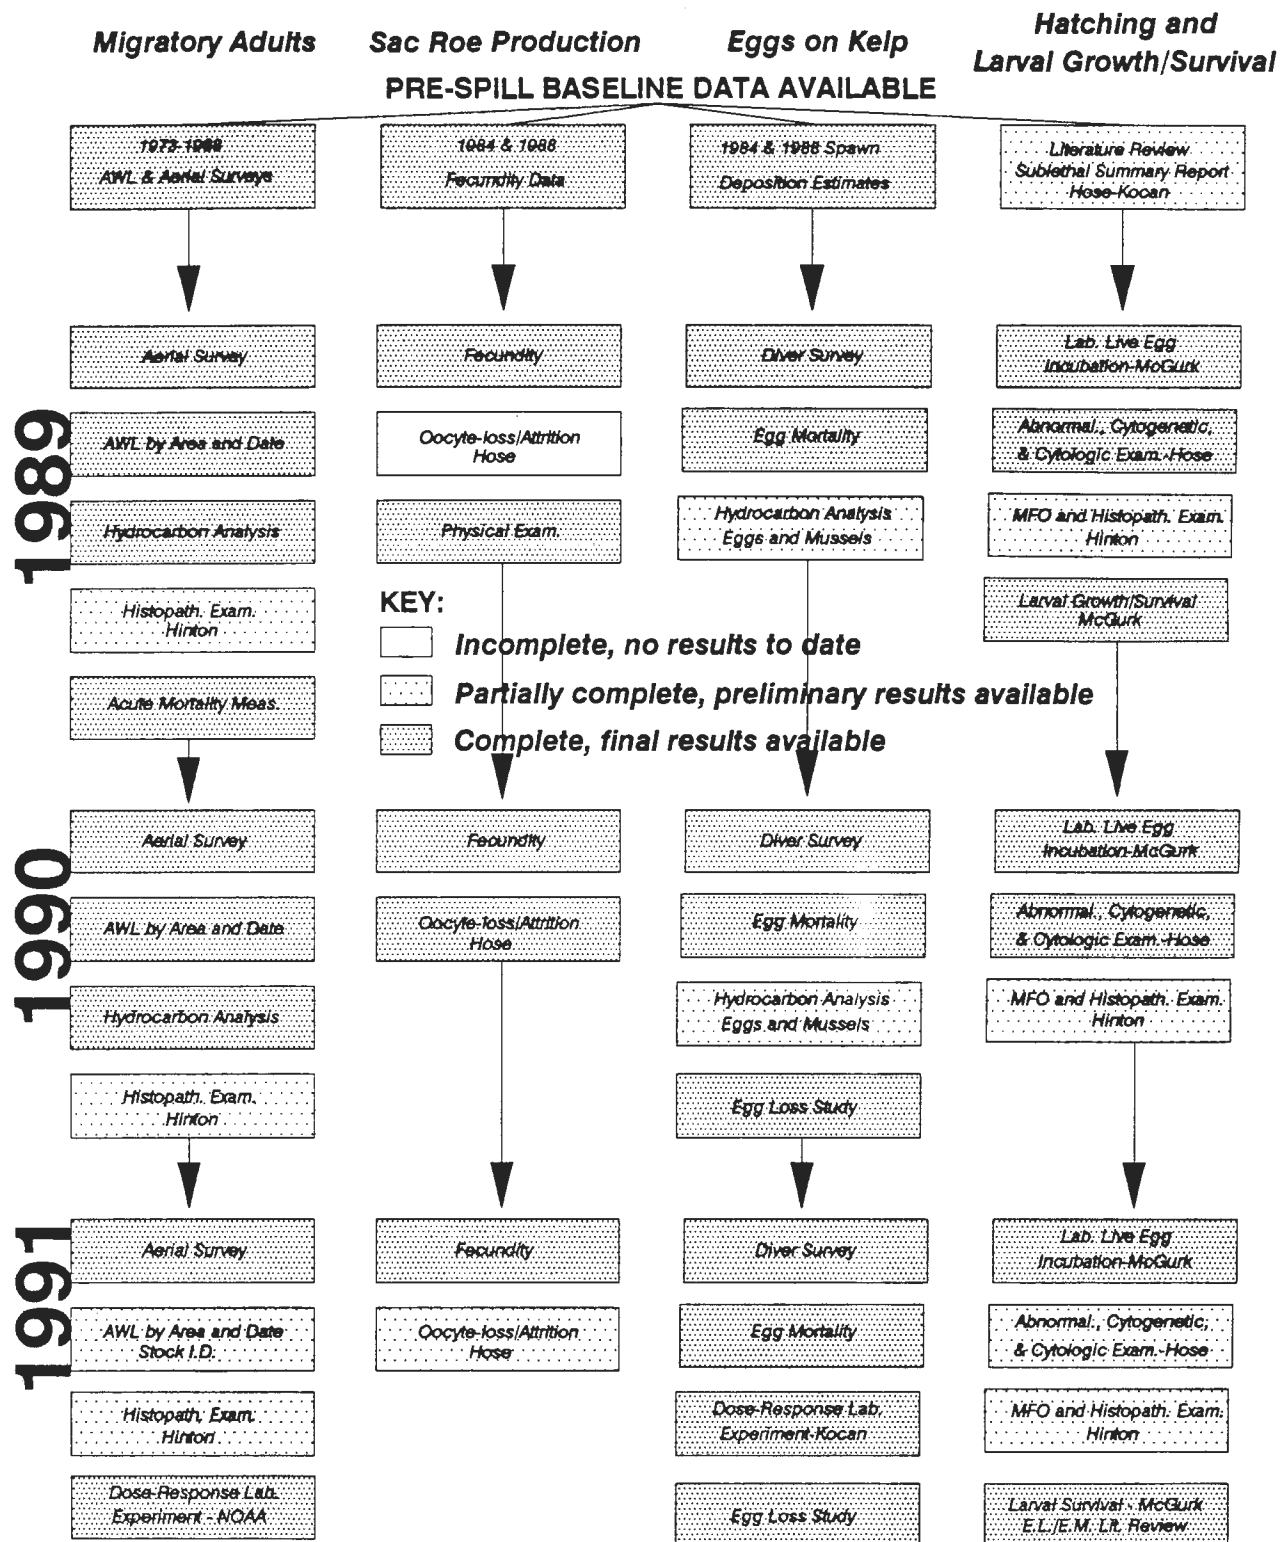 Migratory Adults
Sac Roe Production
Eggs on Kelp
Hatching and
Larval Growth/Survival
PRE-SPILL BASELINE DATA AVAILABLE
1973-1988
AWL & Aerial Surveys
1984 & 1988
Fecundity Data
1984 & 1988 Spawn
Deposition Estimates
Literature Review
Sublethal Summary Report
Hose-Kocan
1989
Aerial Survey
AWL by Area and Date
Hydrocarbon Analysis
Histopath. Exam.
Hinton
Acute Mortality Meas.
Fecundity
Oocyte-loss/Attrition
Hose
Physical Exam.
Diver Survey
Egg Mortality
Hydrocarbon Analysis
Eggs and Mussels
Lab. Live Egg
Incubation-McGurk
Abnormal., Cytogenetic,
& Cytologic Exam.-Hose
MFO and Histopath. Exam.
Hinton
Larval Growth/Survival
McGurk
KEY:
Incomplete, no results to date
Partially complete, preliminary results available
Complete, final results available
1990
Aerial Survey
AWL by Area and Date
Hydrocarbon Analysis
Histopath. Exam.
Hinton
Fecundity
Oocyte-loss/Attrition
Hose
Diver Survey
Egg Mortality
Hydrocarbon Analysis
Eggs and Mussels
Egg Loss Study
Lab. Live Egg
Incubation-McGurk
Abnormal., Cytogenetic,
& Cytologic Exam.-Hose
MFO and Histopath. Exam.
Hinton
1991
Aerial Survey
AWL by Area and Date
Stock I.D.
Histopath. Exam.
Hinton
Dose-Response Lab.
Experiment - NOAA
Fecundity
Oocyte-loss/Attrition
Hose
Diver Survey
Egg Mortality
Dose-Response Lab.
Experiment-Kocan
Egg Loss Study
Lab. Live Egg
Incubation-McGurk
Abnormal., Cytogenetic,
& Cytologic Exam.-Hose
MFO and Histopath. Exam.
Hinton
Larval Survival - McGurk
E.L./E.M. Lit. Review